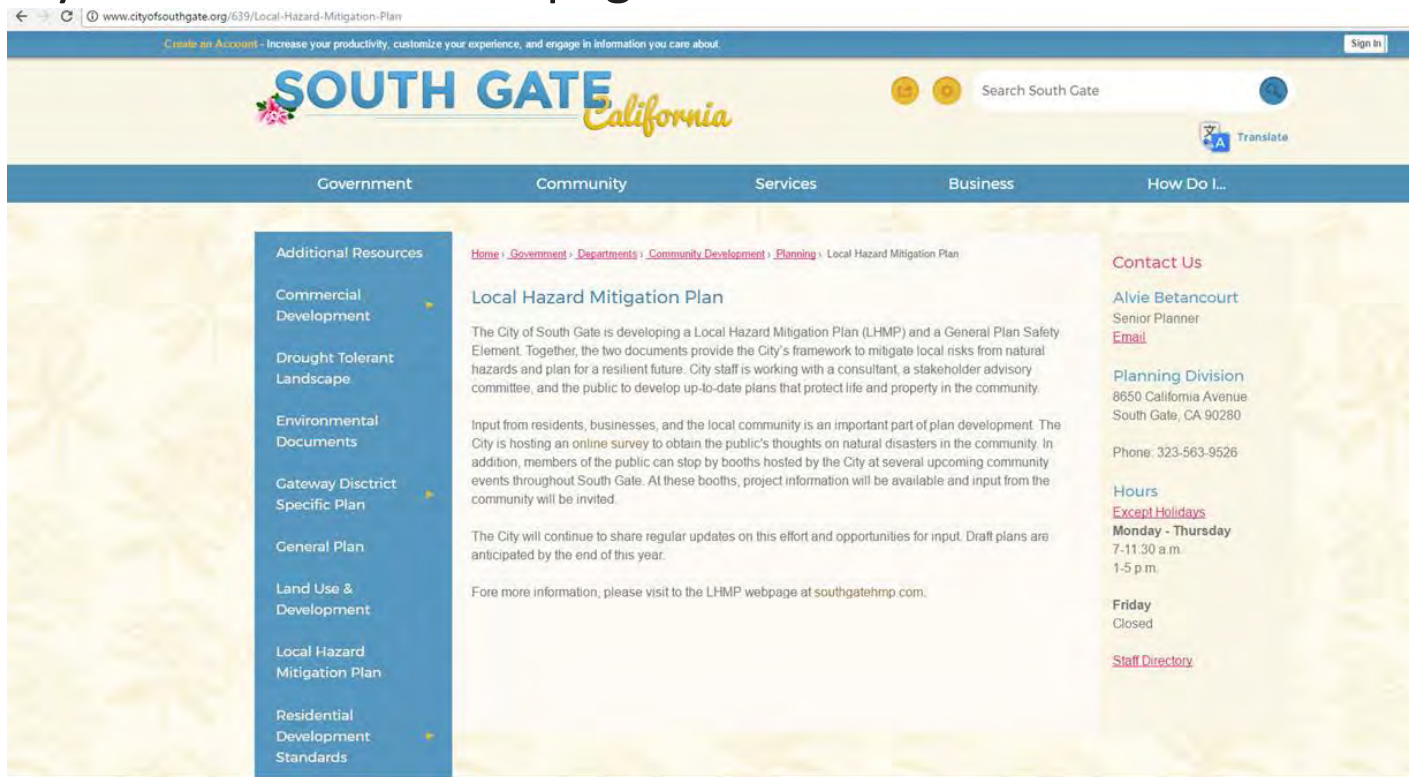 www.cityofsouthgate.org/639/Local-Hazard-Mitigation-Plan
Create an Account - Increase your productivity, customize your experience, and engage in information you care about.
Sign In
SOUTH GATE
California
Search South Gate
Translate
Government
Community
Services
Business
How Do I...
Additional Resources
Commercial
Development
Drought Tolerant
Landscape
Environmental
Documents
Gateway Disctrict
Specific Plan
General Plan
Land Use &
Development
Local Hazard
Mitigation Plan
Residential
Development
Standards
Home › Government › Departments › Community Development › Planning › Local Hazard Mitigation Plan
Local Hazard Mitigation Plan
The City of South Gate is developing a Local Hazard Mitigation Plan (LHMP) and a General Plan Safety
Element. Together, the two documents provide the City's framework to mitigate local risks from natural
hazards and plan for a resilient future. City staff is working with a consultant, a stakeholder advisory
committee, and the public to develop up-to-date plans that protect life and property in the community.
Input from residents, businesses, and the local community is an important part of plan development. The
City is hosting an online survey to obtain the public's thoughts on natural disasters in the community. In
addition, members of the public can stop by booths hosted by the City at several upcoming community
events throughout South Gate. At these booths, project information will be available and input from the
community will be invited.
The City will continue to share regular updates on this effort and opportunities for input. Draft plans are
anticipated by the end of this year.
Fore more information, please visit to the LHMP webpage at southgatehmp.com.
Contact Us
Alvie Betancourt
Senior Planner
Email
Planning Division
8650 California Avenue
South Gate, CA 90280
Phone: 323-563-9526
Hours
Except Holidays
Monday - Thursday
7-11:30 a.m.
1-5 p.m.
Friday
Closed
Staff Directory